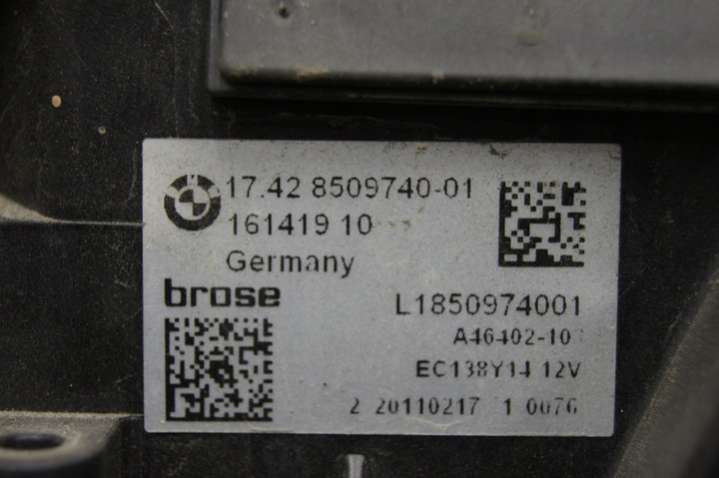 17.42 8509740-01
161419 10
Germany
brose
L1850974001
A46402-10
EC138Y14 12V
2 20110217 1 0076